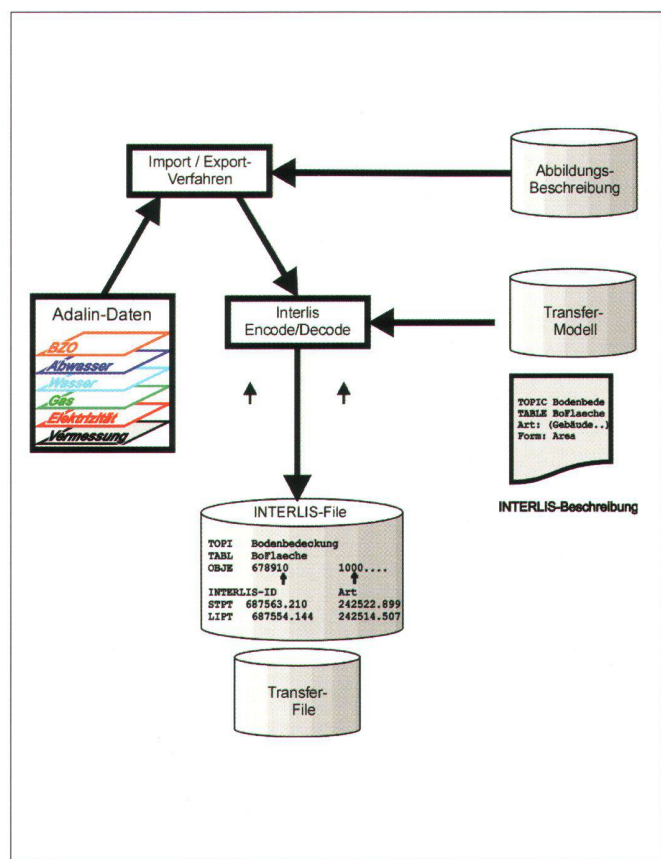 Import / Export-
Verfahren
Abbildungs-
Beschreibung
Adalin-Daten
BZO
Abwasser
Wasser
Gas
Elektrizität
Vermessung
Interlis
Encode/Decode
Transfer-
Modell
TOPIC Bodenbede
TABLE BoFlaeche
Art: (Gebäude..)
Form: Area
INTERLIS-Beschreibung
INTERLIS-File
TOPI Bodenbedeckung
TABL BoFlaeche
OBJE 678910 1000....
INTERLIS-ID Art
STPT 687563.210 242522.899
LIPT 687554.144 242514.507
Transfer-
File